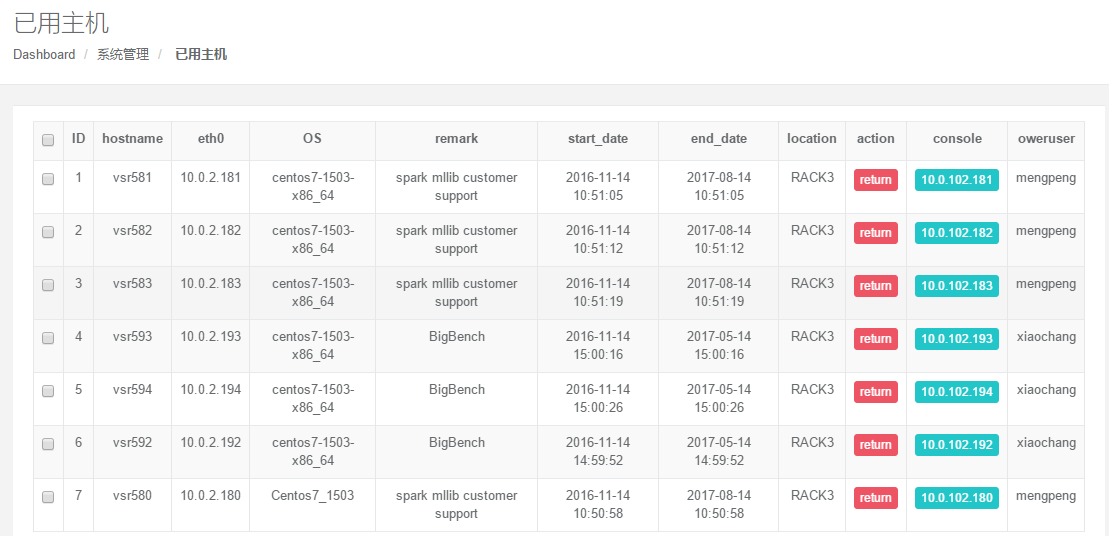 已用主机
Dashboard / 系统管理 / 已用主机
ID hostname eth0 OS remark start_date end_date location action console oweruser
1 vsr581 10.0.2.181 centos7-1503- spark mllib customer 2016-11-14 2017-08-14 RACK3 return 10.0.102.181 mengpeng
x86_64 support 10:51:05 10:51:05
2 vsr582 10.0.2.182 centos7-1503- spark mllib customer 2016-11-14 2017-08-14 RACK3 return 10.0.102.182 mengpeng
x86_64 support 10:51:12 10:51:12
3 vsr583 10.0.2.183 centos7-1503- spark mllib customer 2016-11-14 2017-08-14 RACK3 return 10.0.102.183 mengpeng
x86_64 support 10:51:19 10:51:19
4 vsr593 10.0.2.193 centos7-1503- BigBench 2016-11-14 2017-05-14 RACK3 return 10.0.102.193 xiaochang
x86_64 15:00:16 15:00:16
5 vsr594 10.0.2.194 centos7-1503- BigBench 2016-11-14 2017-05-14 RACK3 return 10.0.102.194 xiaochang
x86_64 15:00:26 15:00:26
6 vsr592 10.0.2.192 centos7-1503- BigBench 2016-11-14 2017-05-14 RACK3 return 10.0.102.192 xiaochang
x86_64 14:59:52 14:59:52
7 vsr580 10.0.2.180 Centos7_1503 spark mllib customer 2016-11-14 2017-08-14 RACK3 return 10.0.102.180 mengpeng
support 10:50:58 10:50:58